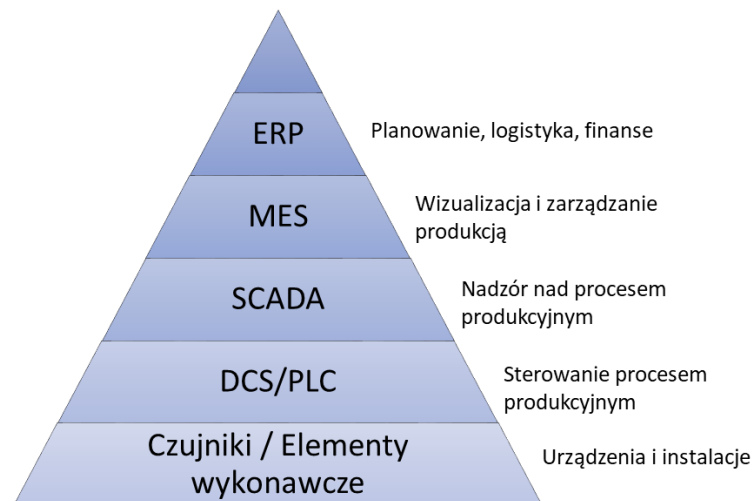 ERP
Planowanie, logistyka, finanse
MES
Wizualizacja i zarządzanie
produkcją
SCADA
Nadzór nad procesem
produkcyjnym
DCS/PLC
Sterowanie procesem
produkcyjnym
Czujniki / Elementy
wykonawcze
Urządzenia i instalacje